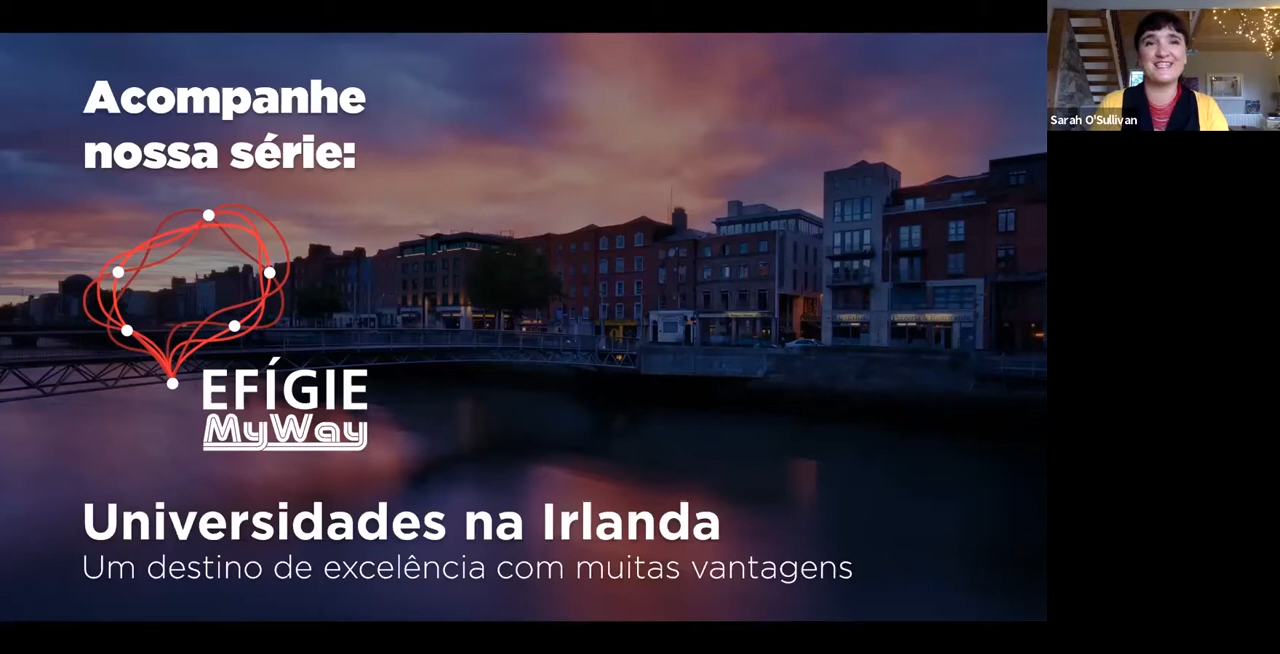 Acompanhe
nossa série:
EFÍGIE
MyWay
Universidades na Irlanda
Um destino de excelência com muitas vantagens
Sarah O'Sullivan